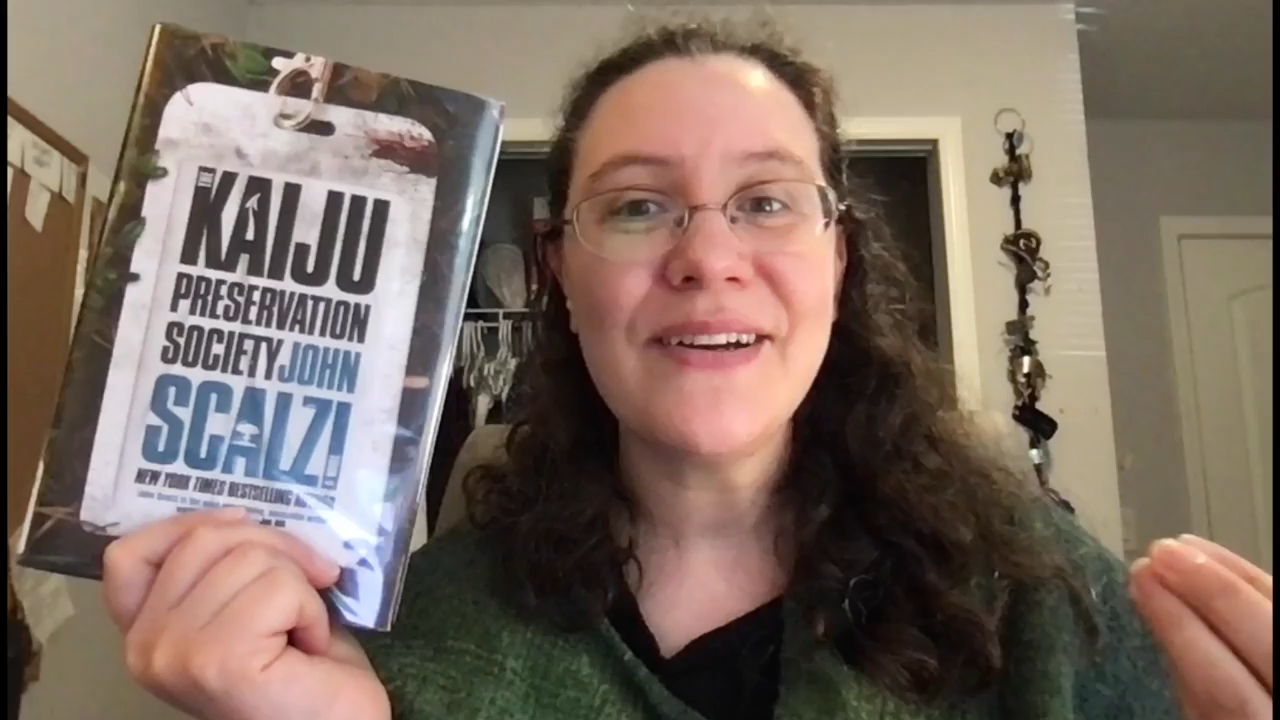 THE
KAIJU
PRESERVATION
SOCIETY JOHN
SCALZI
NEW YORK TIMES BESTSELLING